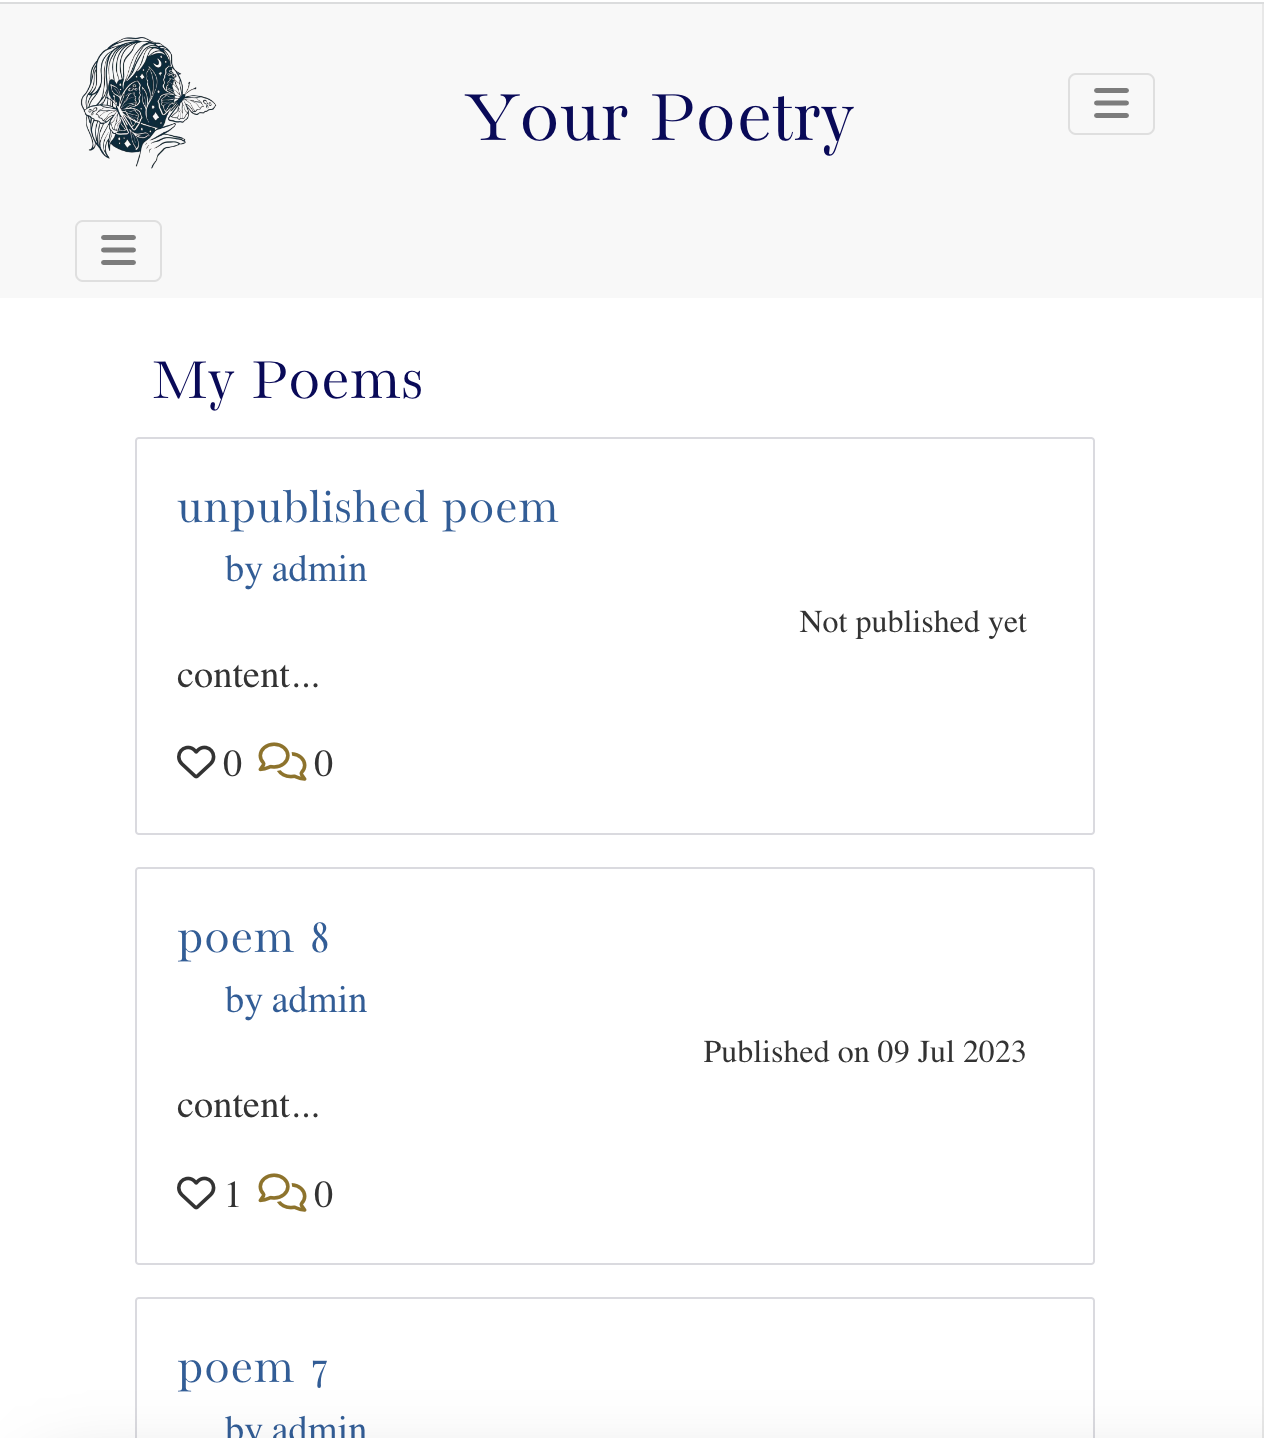 Your Poetry
My Poems
unpublished poem
by admin
Not published yet
content...
0 0
poem 8
by admin
Published on 09 Jul 2023
content...
1 0
poem 7
by admin